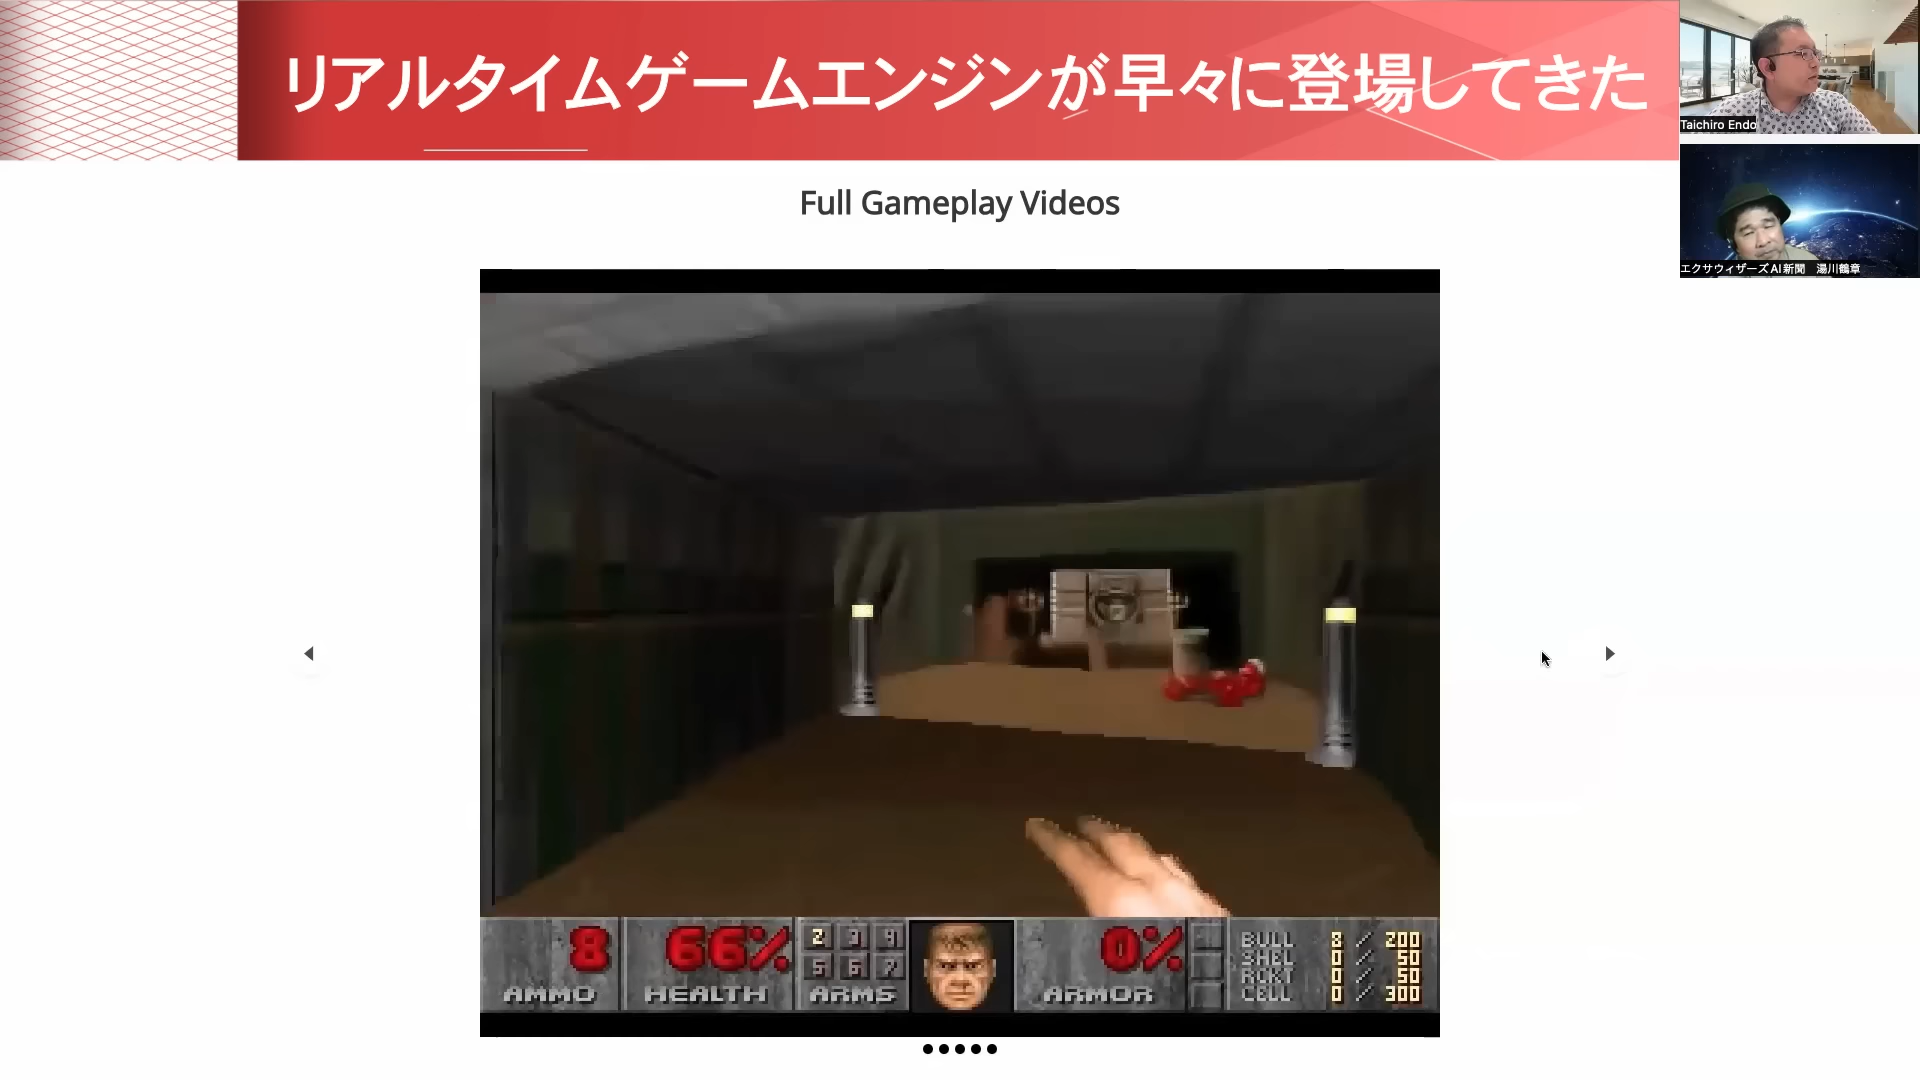 リアルタイムゲームエンジンが早々に登場してきた
Taichiro Endo
エクサウィザーズAI新聞 湯川鶴章
Full Gameplay Videos
8
AMMO
66%
HEALTH
2 3 4
5 6 7
ARMS
0%
ARMOR
BULL 8 / 200
SHEL 0 / 50
RCKT 0 / 50
CELL 0 / 300